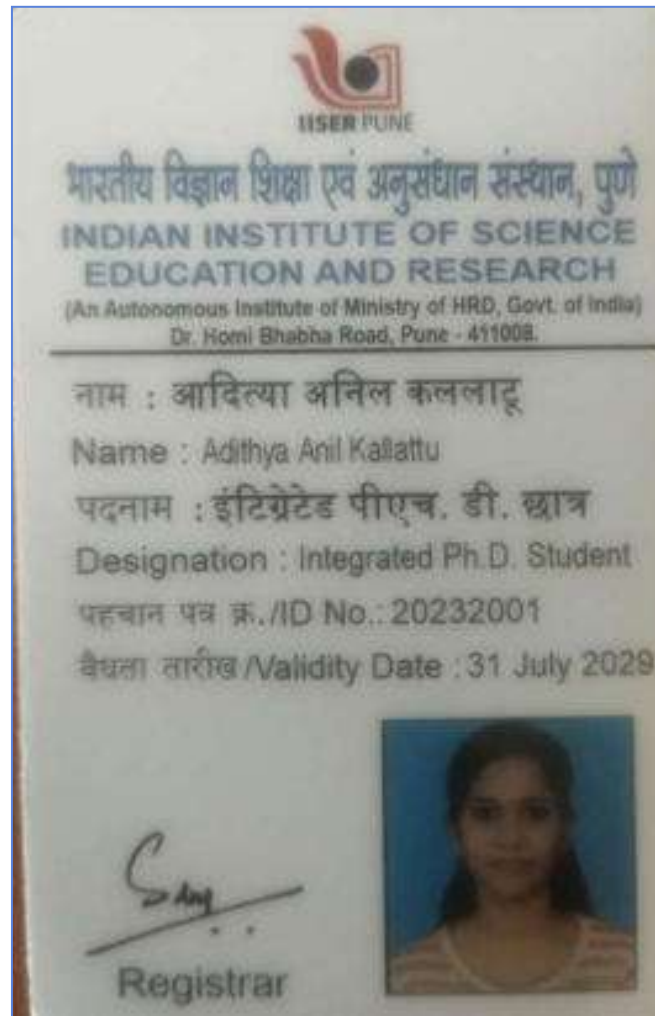 IISER PUNE
भारतीय विज्ञान शिक्षा एवं अनुसंधान संस्थान, पुणे
INDIAN INSTITUTE OF SCIENCE
EDUCATION AND RESEARCH
(An Autonomous Institute of Ministry of HRD, Govt. of India)
Dr. Homi Bhabha Road, Pune - 411008.
नाम : आदित्या अनिल कललाटू
Name : Adithya Anil Kallattu
पदनाम : इंटिग्रेटेड पीएच. डी. छात्र
Designation : Integrated Ph.D. Student
पहचान पत्र क्र./ID No.: 20232001
वैधता तारीख /Validity Date : 31 July 2029
Registrar